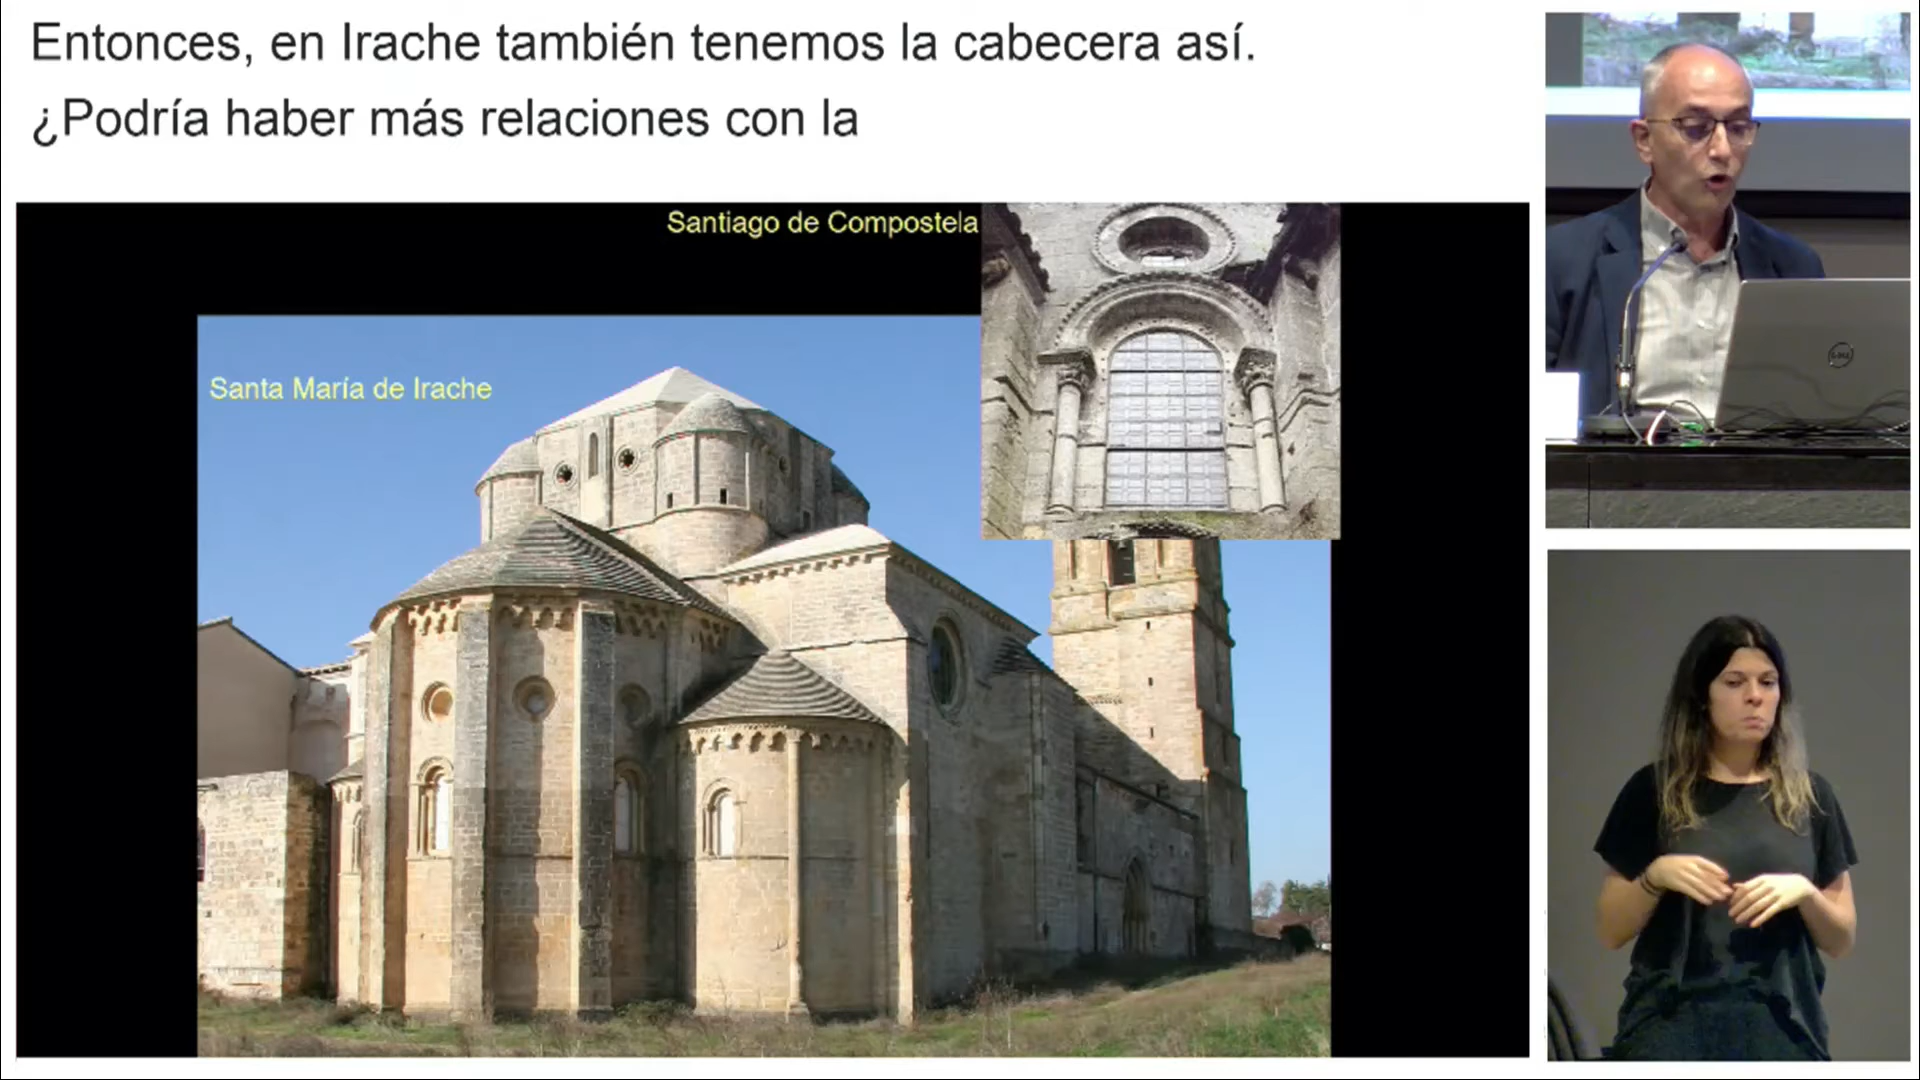 Entonces, en Irache también tenemos la cabecera así.
¿Podría haber más relaciones con la
Santiago de Compostela
Santa María de Irache
DELL